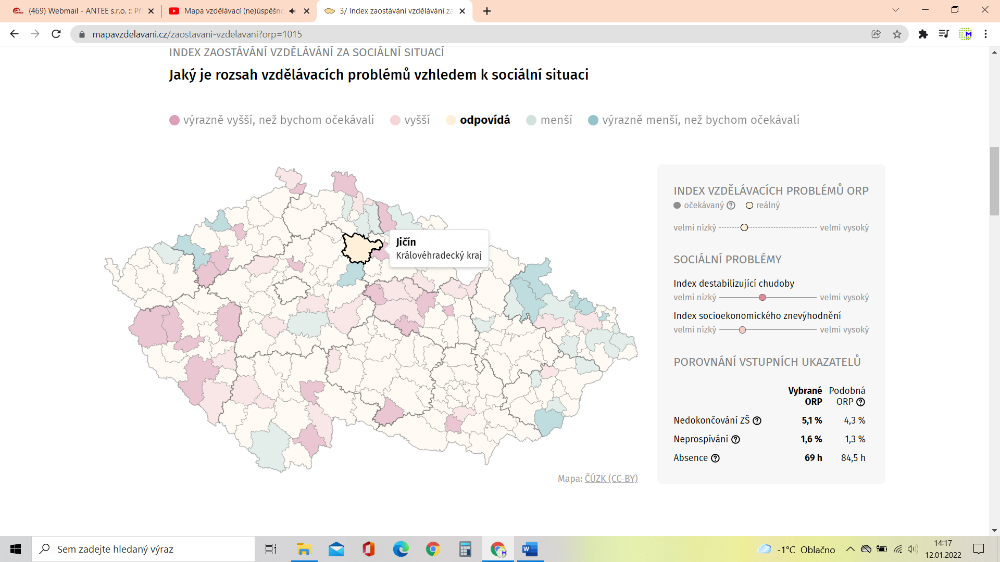 (469) Webmail - ANTEE s.r.o. :: Př
Mapa vzdělávací (ne)úspěšno
3/ Index zaostávání vzdělávání za
mapavzdelavani.cz/zaostavani-vzdelavani?orp=1015
INDEX ZAOSTÁVÁNÍ VZDĚLÁVÁNÍ ZA SOCIÁLNÍ SITUACÍ
Jaký je rozsah vzdělávacích problémů vzhledem k sociální situaci
výrazně vyšší, než bychom očekávali vyšší odpovídá menší výrazně menší, než bychom očekávali
Jičín
Královéhradecký kraj
Mapa: ČÚZK (CC-BY)
INDEX VZDĚLÁVACÍCH PROBLÉMŮ ORP
očekávaný ? reálný
velmi nízký velmi vysoký
SOCIÁLNÍ PROBLÉMY
Index destabilizující chudoby
velmi nízký velmi vysoký
Index socioekonomického znevýhodnění
velmi nízký velmi vysoký
POROVNÁNÍ VSTUPNÍCH UKAZATELŮ
Vybrané Podobná
ORP ORP ?
Nedokončování ZŠ ? 5,1 % 4,3 %
Neprospívání ? 1,6 % 1,3 %
Absence ? 69 h 84,5 h
Sem zadejte hledaný výraz
-1°C Oblačno
14:17
12.01.2022